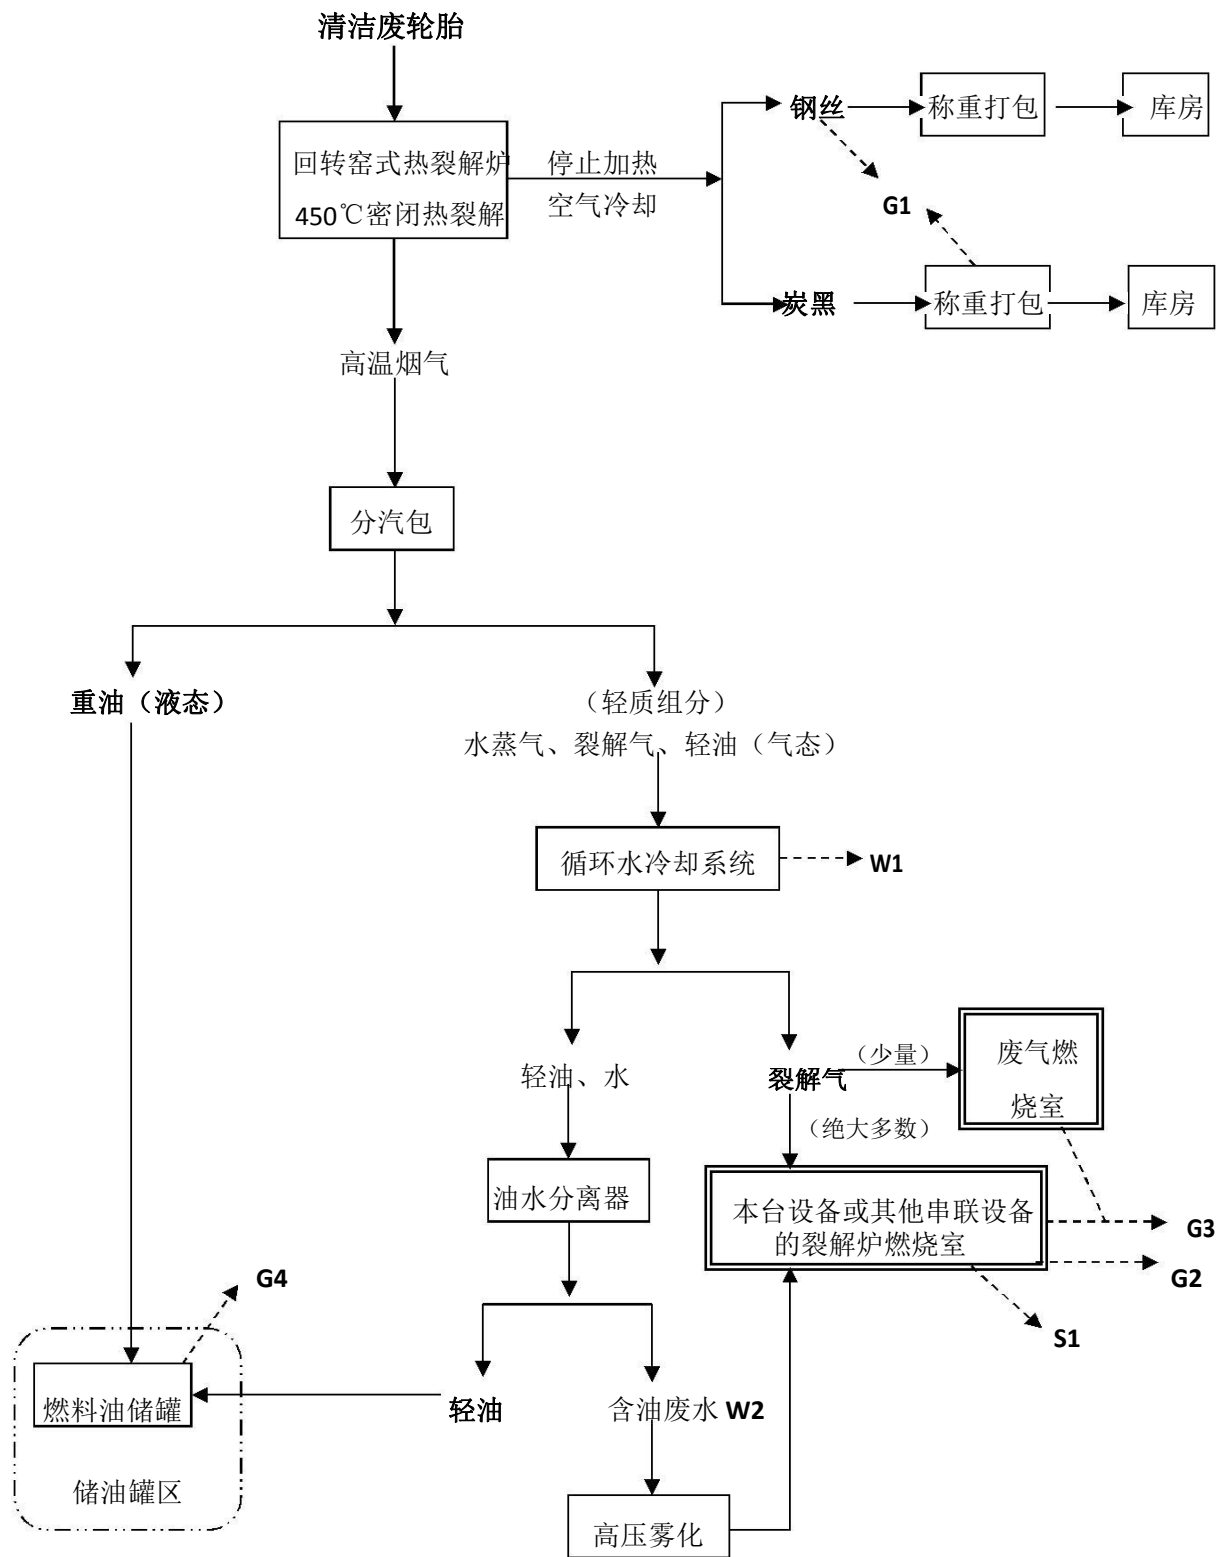 清洁废轮胎
钢丝
称重打包
库房
回转窑式热裂解炉
450℃密闭热裂解
停止加热
空气冷却
G1
炭黑
称重打包
库房
高温烟气
分汽包
重油（液态）
（轻质组分）
水蒸气、裂解气、轻油（气态）
循环水冷却系统
W1
轻油、水
裂解气
（少量）
废气燃
烧室
（绝大多数）
油水分离器
本台设备或其他串联设备
的裂解炉燃烧室
G3
G2
S1
G4
燃料油储罐
储油罐区
轻油
含油废水 W2
高压雾化